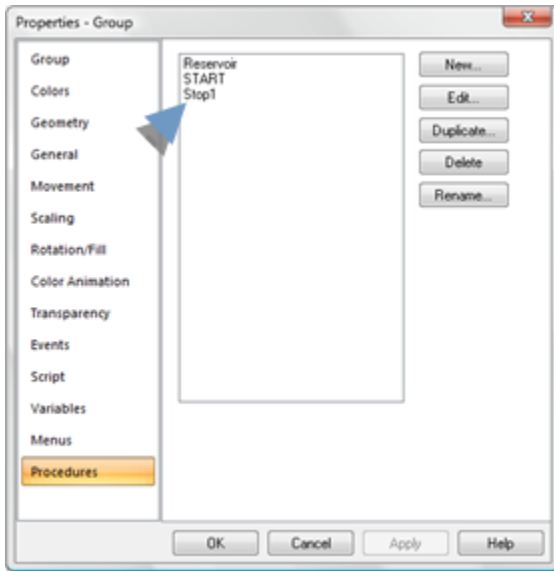 Properties - Group
Group
Colors
Geometry
General
Movement
Scaling
Rotation/Fill
Color Animation
Transparency
Events
Script
Variables
Menus
Procedures
Reservoir
START
Stop1
New...
Edit...
Duplicate...
Delete
Rename...
OK
Cancel
Apply
Help